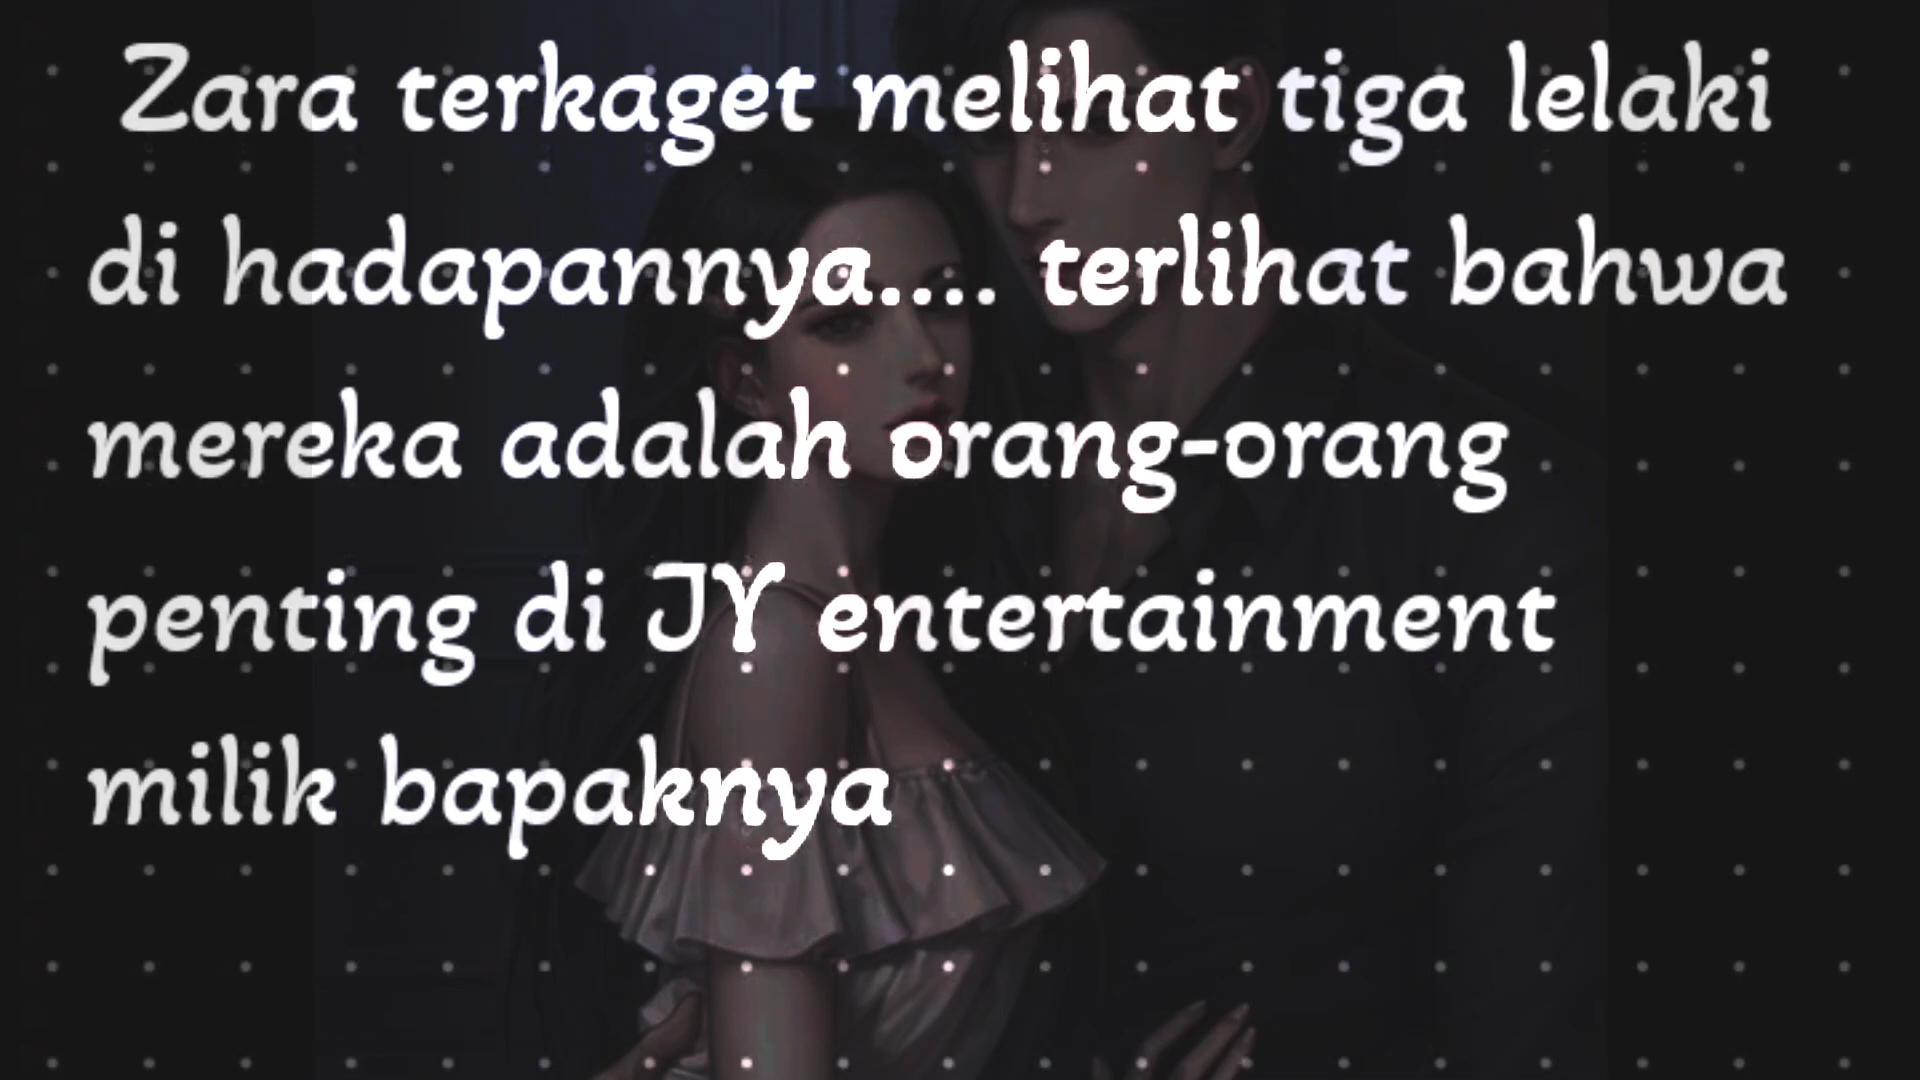 Zara terkaget melihat tiga lelaki
di hadapannya.... terlihat bahwa
mereka adalah orang-orang
penting di JY entertainment
milik bapaknya